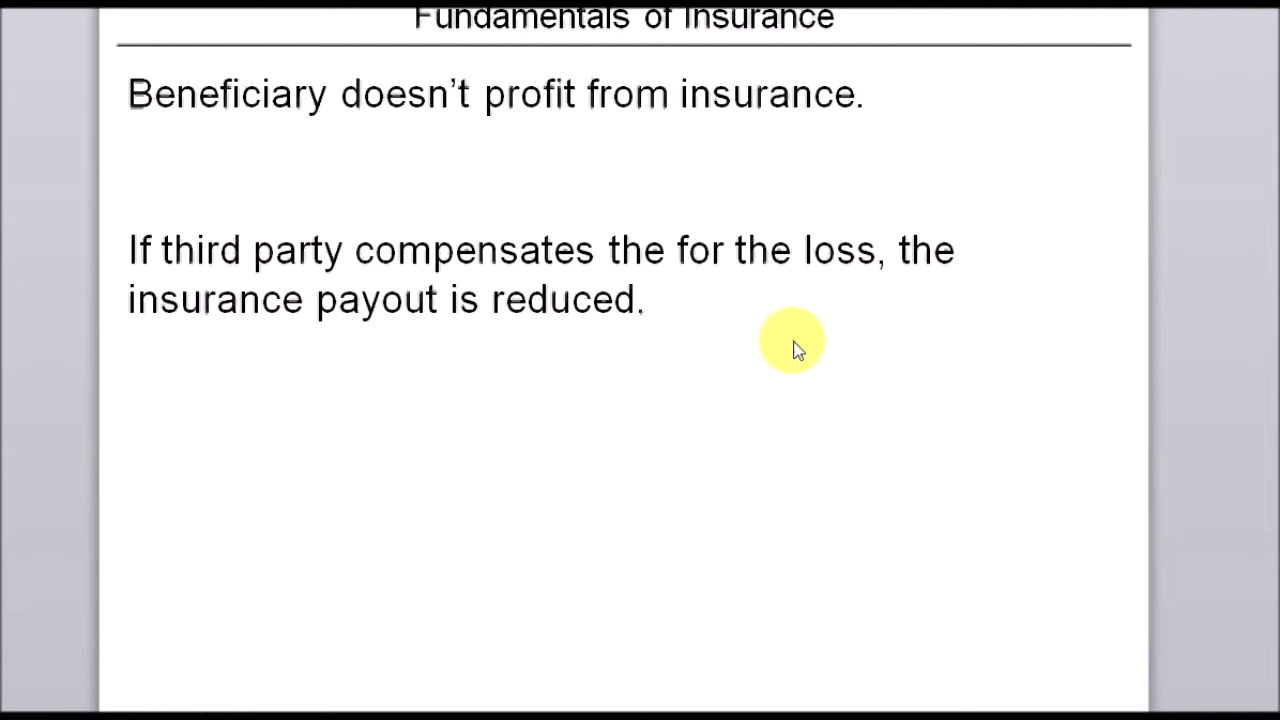 Fundamentals of Insurance
Beneficiary doesn’t profit from insurance.
If third party compensates the for the loss, the
insurance payout is reduced.